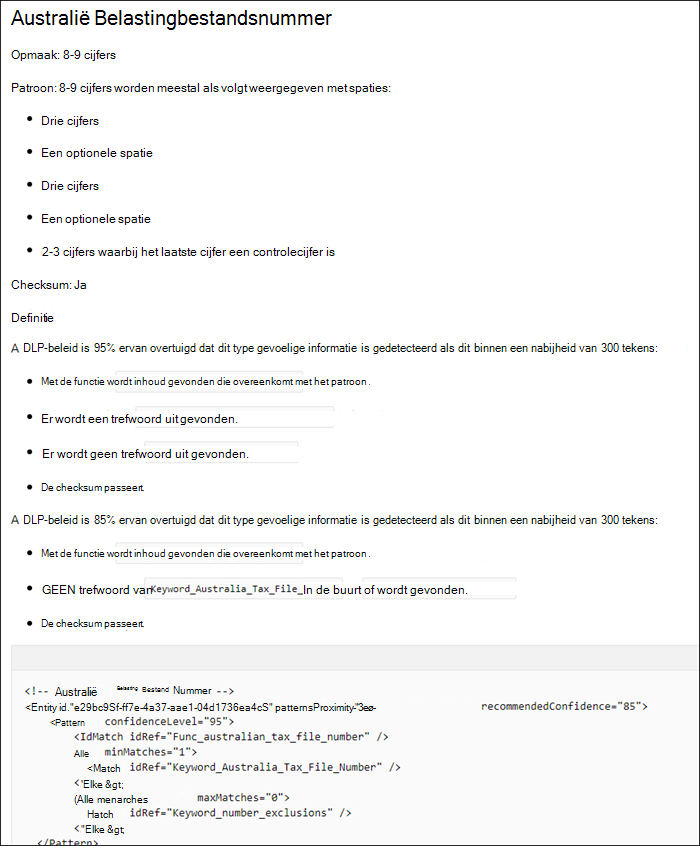 Australië Belastingbestandsnummer
Opmaak: 8-9 cijfers
Patroon: 8-9 cijfers worden meestal als volgt weergegeven met spaties:
Drie cijfers
Een optionele spatie
Drie cijfers
Een optionele spatie
2-3 cijfers waarbij het laatste cijfer een controlecijfer is
Checksum: Ja
Definitie
A DLP-beleid is 95% ervan overtuigd dat dit type gevoelige informatie is gedetecteerd als dit binnen een nabijheid van 300 tekens:
Met de functie wordt inhoud gevonden die overeenkomt met het patroon.
Er wordt een trefwoord uit gevonden.
Er wordt geen trefwoord uit gevonden.
De checksum passeert.
A DLP-beleid is 85% ervan overtuigd dat dit type gevoelige informatie is gedetecteerd als dit binnen een nabijheid van 300 tekens:
Met de functie wordt inhoud gevonden die overeenkomt met het patroon.
GEEN trefwoord van Keyword_Australia_Tax_File_ In de buurt of wordt gevonden.
De checksum passeert.
<!-- Australië Belasting Bestand Nummer -->
<Entity id."e29bc9Sf-ff7e-4a37-aae1-04d1736ea4cS" patternsProximity-"3eø- recommendedConfidence="85">
<Pattern confidenceLevel="95">
<IdMatch idRef="Func_australian_tax_file_number" />
Alle minMatches="1">
<Match idRef="Keyword_Australia_Tax_File_Number" />
<'Elke &gt;
(Alle menarches maxMatches="0">
Hatch idRef="Keyword_number_exclusions" />
<"Elke &gt;
</Pattern>